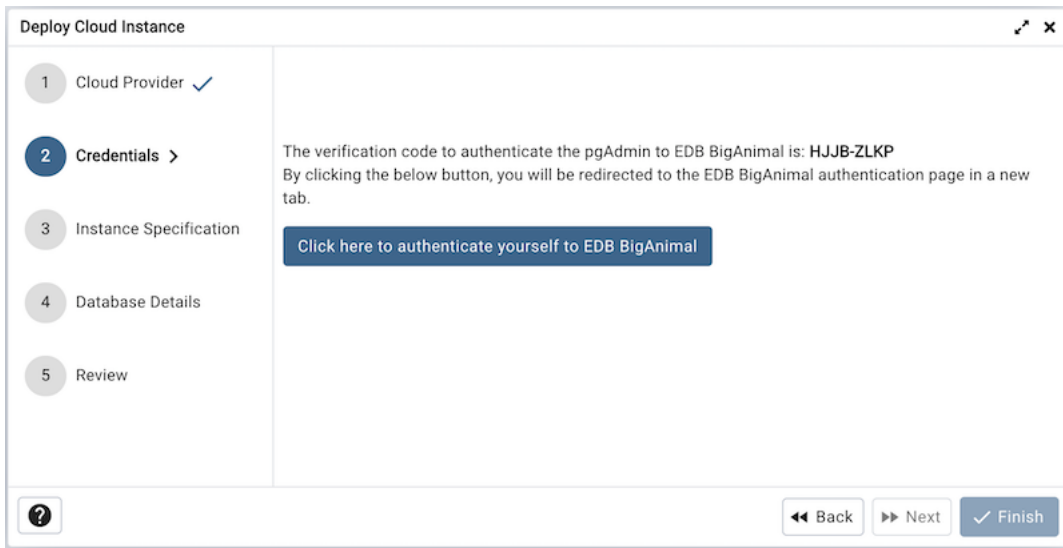 Deploy Cloud Instance
1 Cloud Provider
2 Credentials
3 Instance Specification
4 Database Details
5 Review
The verification code to authenticate the pgAdmin to EDB BigAnimal is: HJJB-ZLKP
By clicking the below button, you will be redirected to the EDB BigAnimal authentication page in a new
tab.
Click here to authenticate yourself to EDB BigAnimal
? Back Next Finish